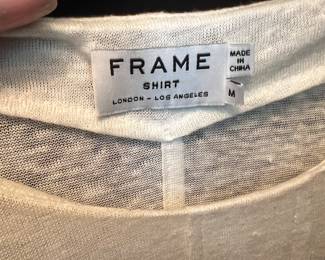 FRAME
SHIRT
LONDON – LOS ANGELES
MADE
IN
CHINA
M